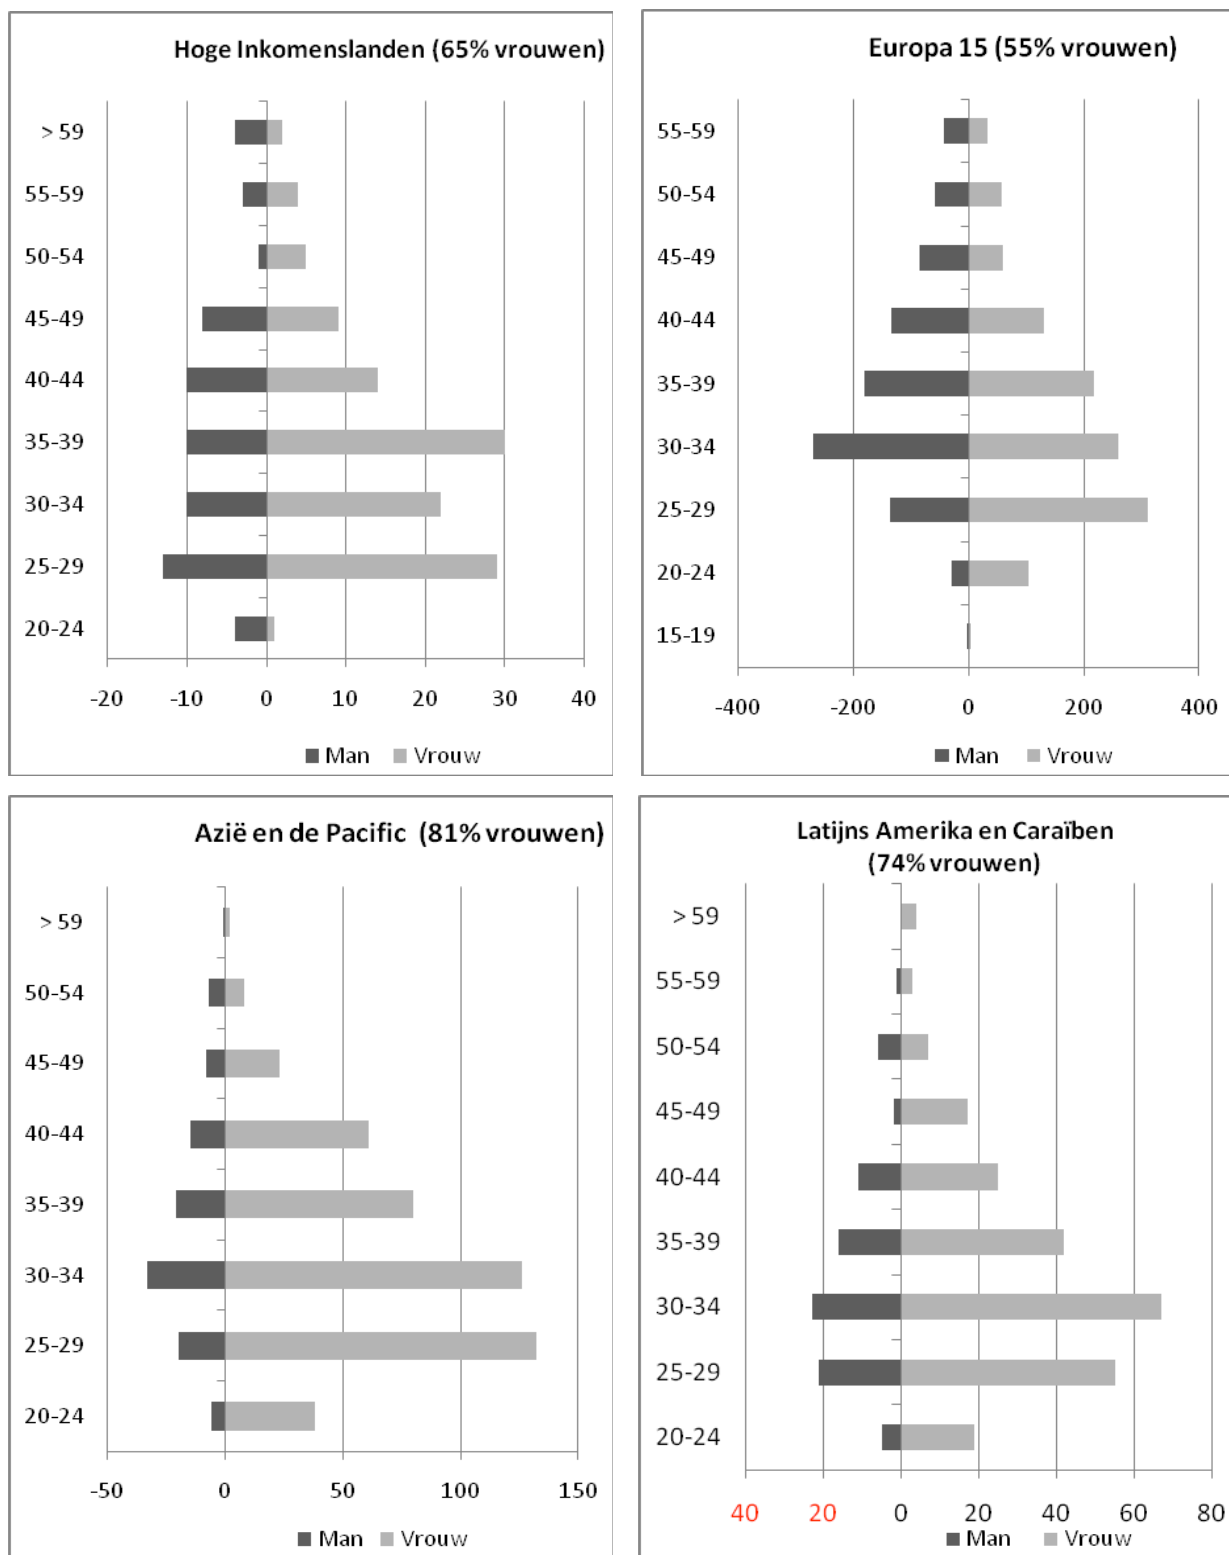 Hoge Inkomenslanden (65% vrouwen)
> 59
55-59
50-54
45-49
40-44
35-39
30-34
25-29
20-24
-20 -10 0 10 20 30 40
Man Vrouw
Europa 15 (55% vrouwen)
55-59
50-54
45-49
40-44
35-39
30-34
25-29
20-24
15-19
-400 -200 0 200 400
Man Vrouw
Azië en de Pacific (81% vrouwen)
> 59
50-54
45-49
40-44
35-39
30-34
25-29
20-24
-50 0 50 100 150
Man Vrouw
Latijns Amerika en Caraïben
(74% vrouwen)
> 59
55-59
50-54
45-49
40-44
35-39
30-34
25-29
20-24
40 20 0 20 40 60 80
Man Vrouw